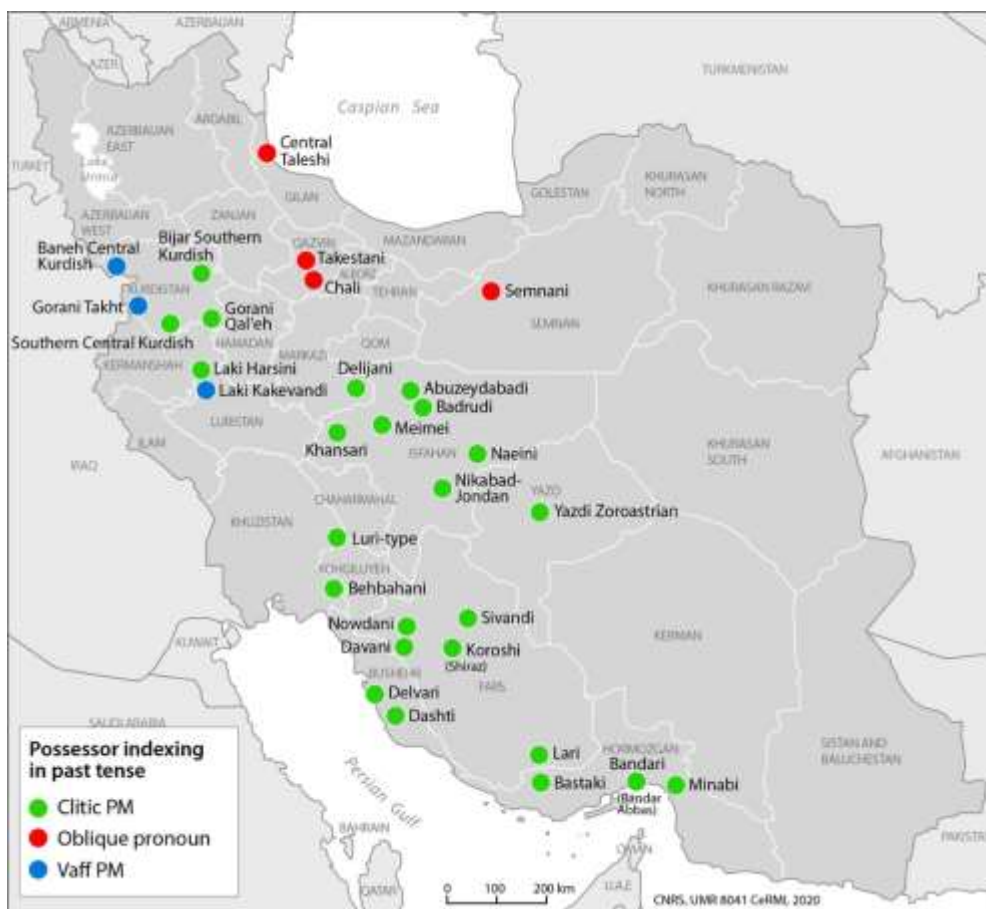 ARMENIA
AZERBAIJAN
AZER
TURKMENISTAN
Caspian Sea
ARDABIL
AZERBAIJAN
EAST
TURKEY
Lake
Urmia
Central
Taleshi
GILAN
GOLESTAN
KHURASAN
NORTH
AZERBAIJAN
WEST
ZANJAN
MAZANDARAN
Baneh Central
Kurdish
Bijar Southern
Kurdish
QAZVIN
Takestani
ALBORZ
Chali
TEHRAN
Semnani
SEMNAN
KHURASAN RAZAVI
KURDISTAN
Gorani Takht
Gorani
Qal'eh
Southern Central Kurdish
HAMADAN
MARKAZI
QOM
KERMANSHAH
Laki Harsini
Delijani
Laki Kakevandi
Abuzeydabadi
Badrudi
LURISTAN
Meimei
ILAM
Khansari
ISFAHAN
Naeini
KHURASAN
SOUTH
AFGHANISTAN
IRAQ
Nikabad-
Jondan
YAZD
CHAHARMAHAL
Yazdi Zoroastrian
KHUZISTAN
Luri-type
KOHGILUYEH
Behbahani
Nowdani
Sivandi
KERMAN
KUWAIT
Davani
Koroshi
(Shiraz)
BUSHEHR
FARS
Delvari
Dashti
SAUDI ARABIA
SISTAN AND
BALUCHESTAN
Lari
HORMOZGAN
Bandari
Bastaki
(Bandar
Abbas)
Minabi
Persian Gulf
BAHRAIN
QATAR
OMAN
U.A.E
PAKISTAN
Possessor indexing
in past tense
Clitic PM
Oblique pronoun
Vaff PM
0 100 200 km
CNRS, UMR 8041 CeRMI, 2020